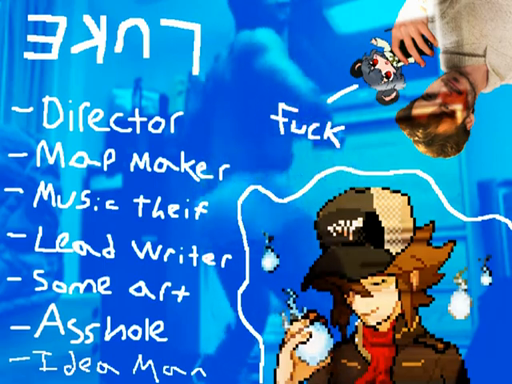 LUKE
- Director
- Map Maker
- Music theif
- Lead Writer
- Some art
- Asshole
- Idea Man
Fuck